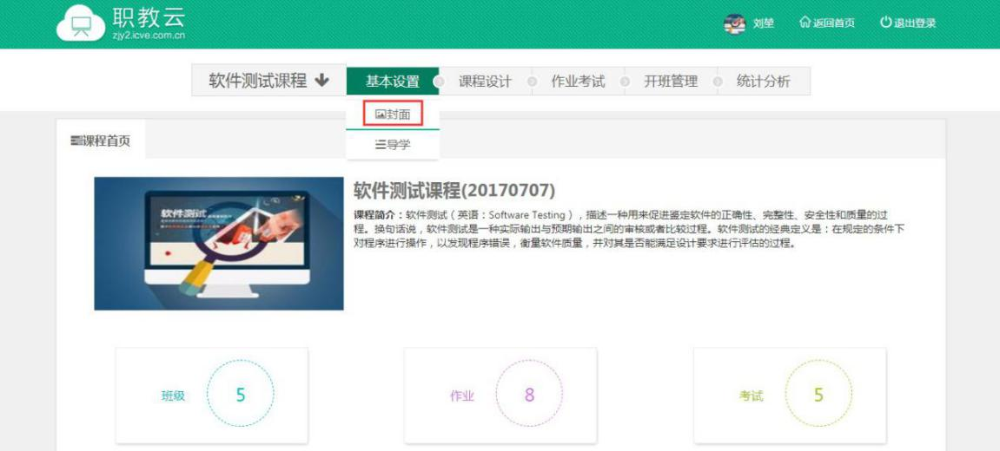 职教云
zjy2.icve.com.cn
刘堃
返回首页
退出登录
软件测试课程
基本设置
课程设计
作业考试
开班管理
统计分析
封面
导学
课程首页
软件测试
软件测试课程(20170707)
课程简介：软件测试（英语：Software Testing），描述一种用来促进鉴定软件的正确性、完整性、安全性和质量的过
程。换句话说，软件测试是一种实际输出与预期输出之间的审核或者比较过程。软件测试的经典定义是：在规定的条件下
对程序进行操作，以发现程序错误，衡量软件质量，并对其是否能满足设计要求进行评估的过程。
班级
5
作业
8
考试
5